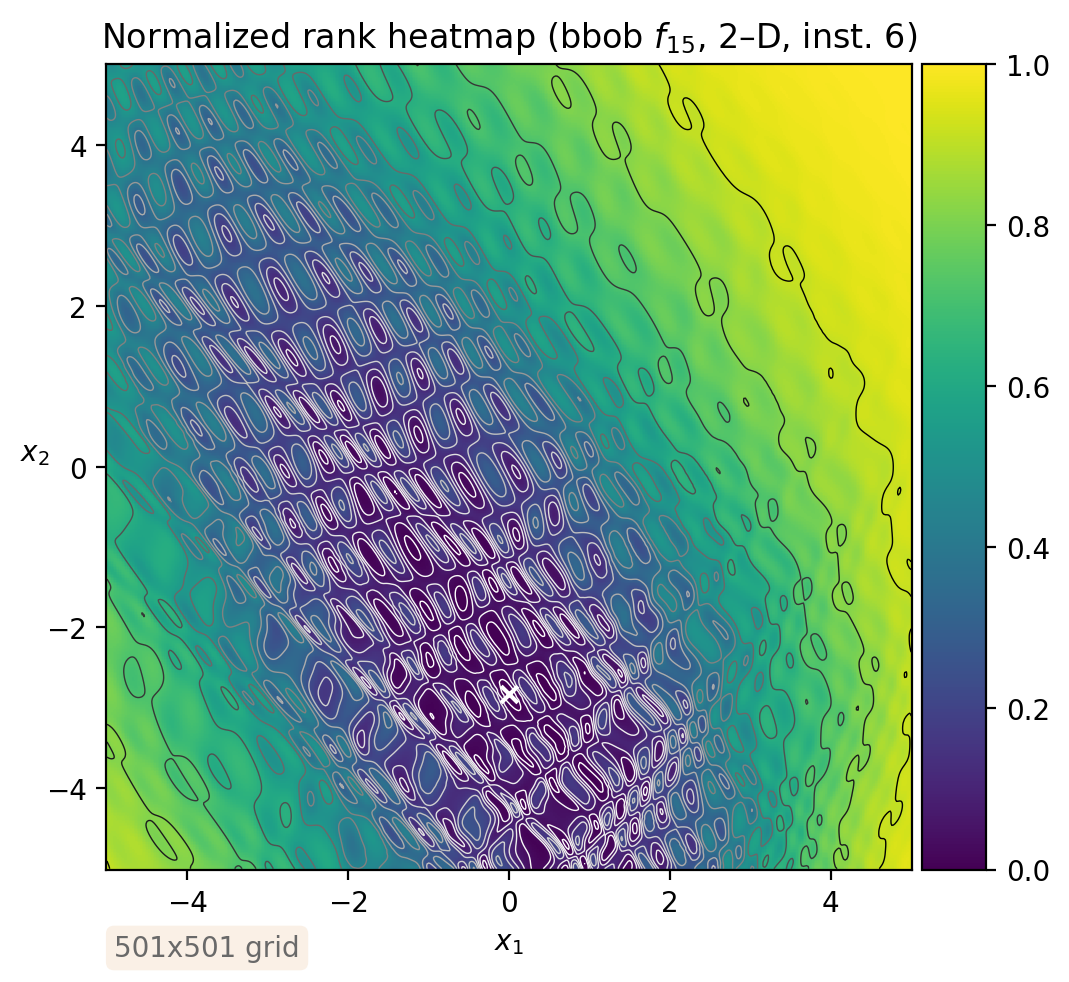 Normalized rank heatmap (bbob f15, 2–D, inst. 6)
1.0
0.8
0.6
0.4
0.2
0.0
4
2
0
−2
−4
x2
−4 −2 0 2 4
x1
501x501 grid